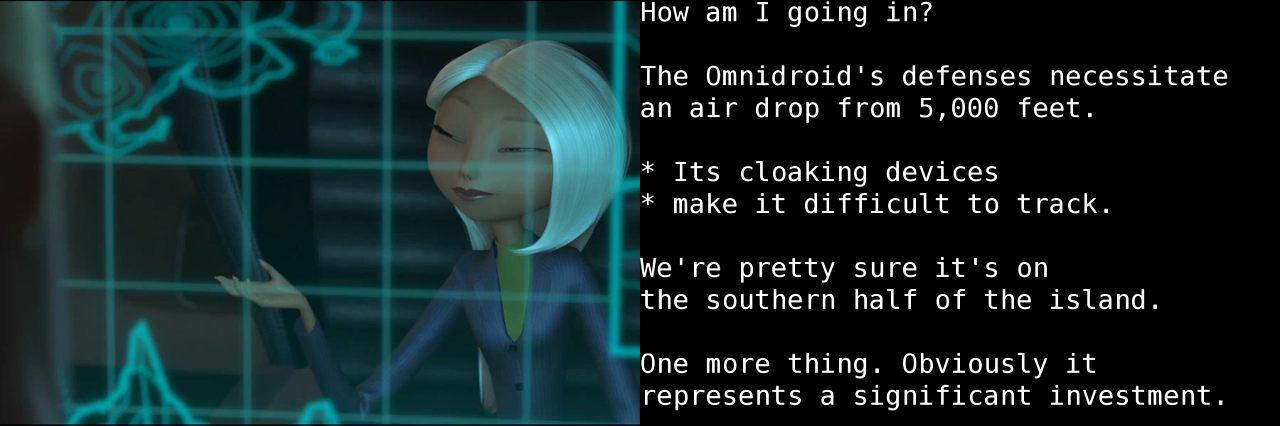 How am I going in?
The Omnidroid's defenses necessitate
an air drop from 5,000 feet.
* Its cloaking devices
* make it difficult to track.
We're pretty sure it's on
the southern half of the island.
One more thing. Obviously it
represents a significant investment.